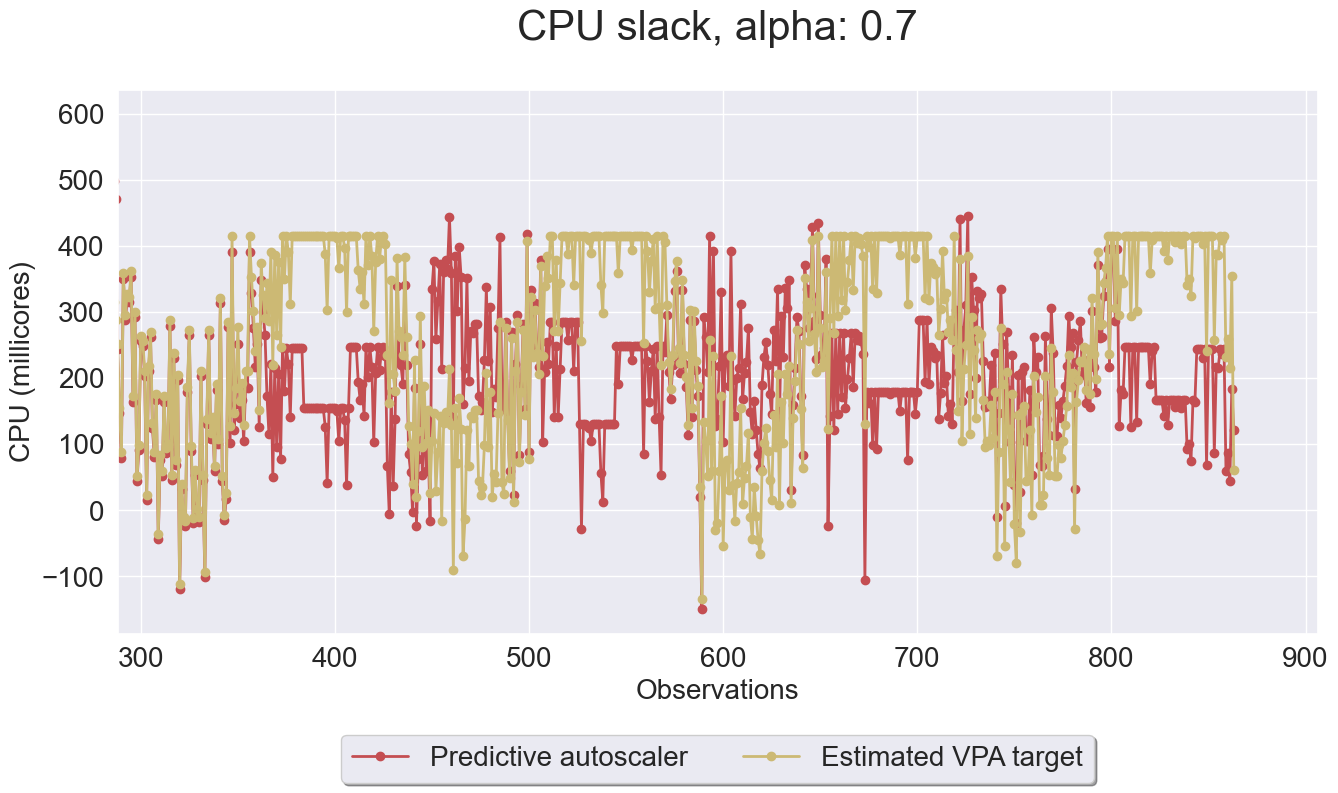 CPU slack, alpha: 0.7
CPU (millicores)
600
500
400
300
200
100
0
−100
300 400 500 600 700 800 900
Observations
Predictive autoscaler Estimated VPA target